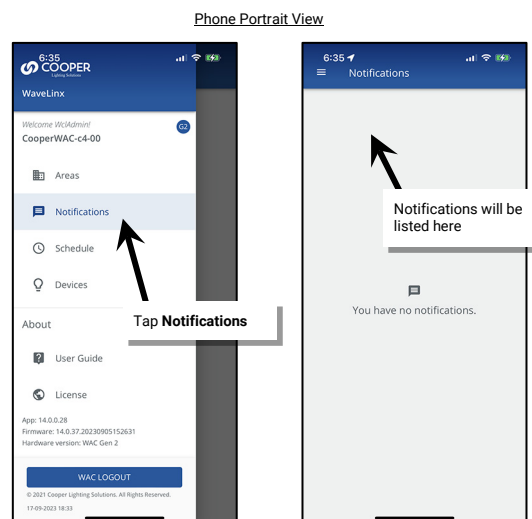 Phone Portrait View
6:35
COOPER
Lighting Solutions
WaveLinx
Welcome WclAdmin!
CooperWAC-c4-00
G2
Areas
Notifications
Schedule
Devices
About
User Guide
License
App: 14.0.0.28
Firmware: 14.0.37.20230905152631
Hardware version: WAC Gen 2
WAC LOGOUT
© 2021 Cooper Lighting Solutions. All Rights Reserved.
17-09-2023 18:33
Tap Notifications
6:35
Notifications
Notifications will be
listed here
You have no notifications.